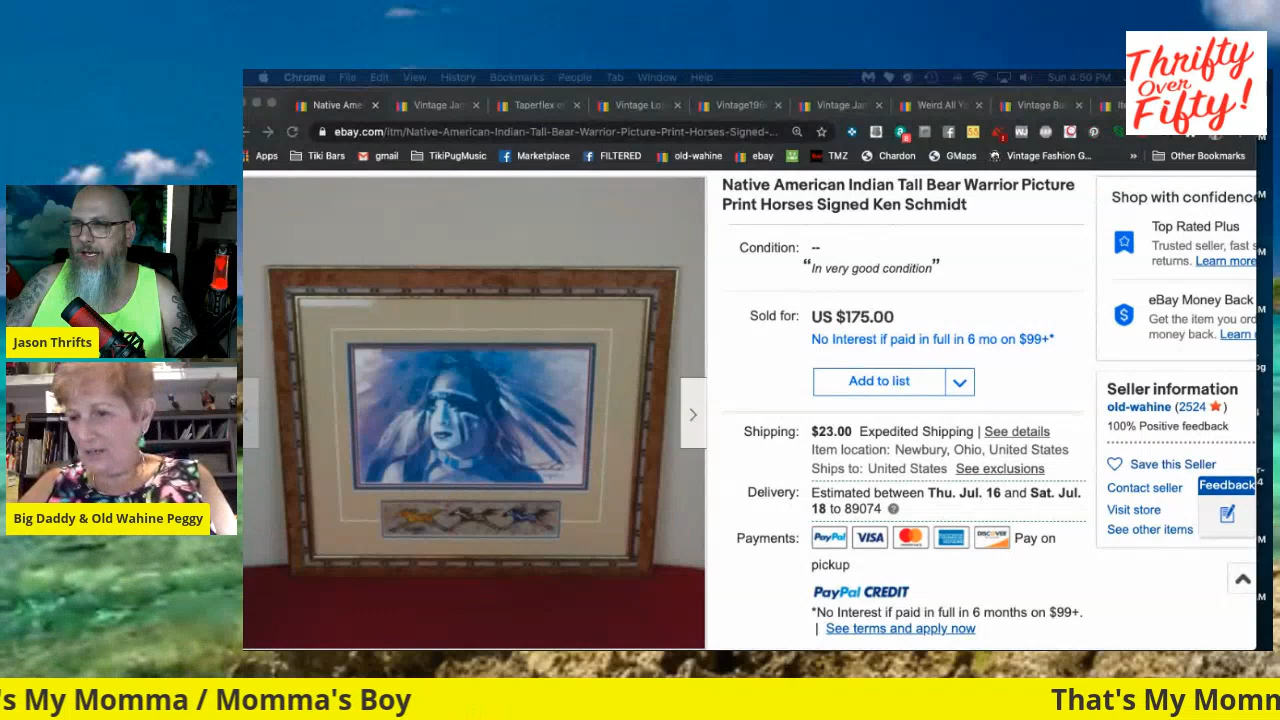 Thrifty
Over
Fifty!
Chrome File Edit View History Bookmarks People Tab Window Help
Sun 4:50 PM
Native Ame
Vintage Ja
Taperflex
Vintage Lo
Vintage
Vintage Ja
Weird Al Y
Vintage Bu
ebay.com/itm/Native-American-Indian-Tall-Bear-Warrior-Picture-Print-Horses-Signed-...
Apps Tiki Bars gmail TikiPugMusic Marketplace FILTERED old-wahine ebay TMZ Chardon GMaps Vintage Fashion G... » Other Bookmarks
Native American Indian Tall Bear Warrior Picture
Print Horses Signed Ken Schmidt
Condition: --
“In very good condition”
Sold for: US $175.00
No Interest if paid in full in 6 mo on $99+*
Add to list
Shipping: $23.00 Expedited Shipping | See details
Item location: Newbury, Ohio, United States
Ships to: United States See exclusions
Delivery: Estimated between Thu. Jul. 16 and Sat. Jul.
18 to 89074
Payments: PayPal VISA MasterCard DISCOVER Pay on
pickup
PayPal CREDIT
*No Interest if paid in full in 6 months on $99+.
| See terms and apply now
Shop with confidence
Top Rated Plus
Trusted seller, fast s
returns. Learn more
eBay Money Back
Get the item you ord
money back. Learn
Seller information
old-wahine (2524 )
100% Positive feedback
Save this Seller
Contact seller
Visit store
See other items
Feedback
Jason Thrifts
Big Daddy & Old Wahine Peggy
's My Momma / Momma's Boy
That's My Momm